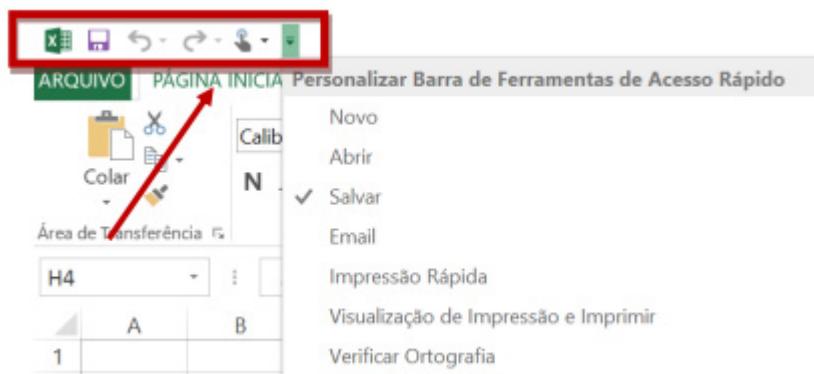 ARQUIVO PÁGINA INICIA
Personalizar Barra de Ferramentas de Acesso Rápido
Novo
Abrir
Salvar
Email
Impressão Rápida
Visualização de Impressão e Imprimir
Verificar Ortografia
Colar
Calib
N
Área de Transferência
H4
A B
1